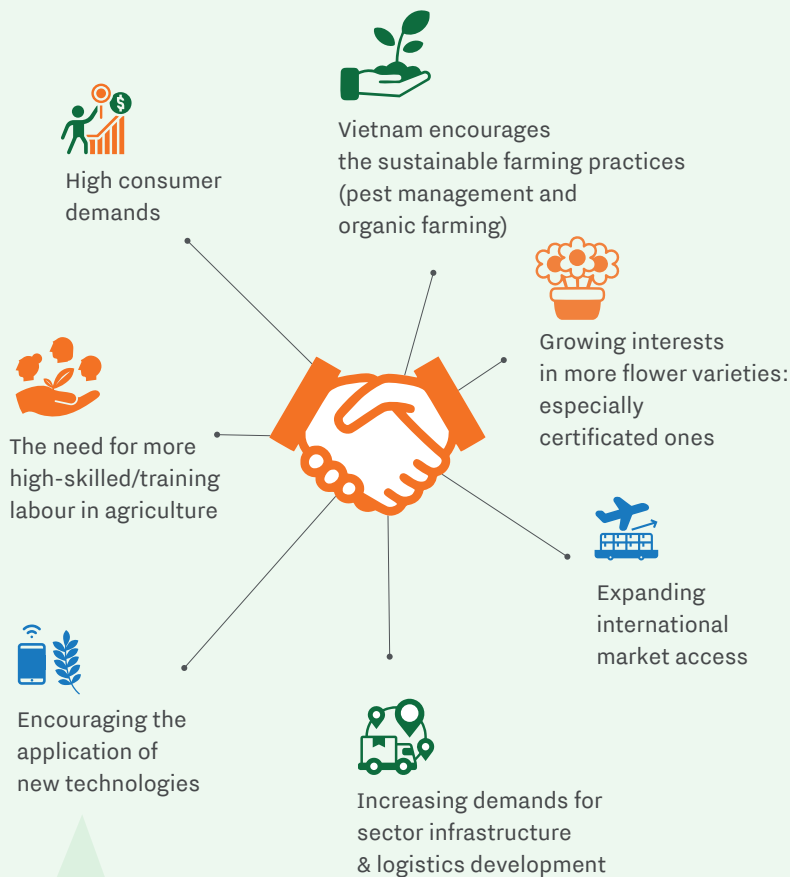 Vietnam encourages
the sustainable farming practices
(pest management and
organic farming)
High consumer
demands
Growing interests
in more flower varieties:
especially
certificated ones
The need for more
high-skilled/training
labour in agriculture
Expanding
international
market access
Encouraging the
application of
new technologies
Increasing demands for
sector infrastructure
& logistics development
$